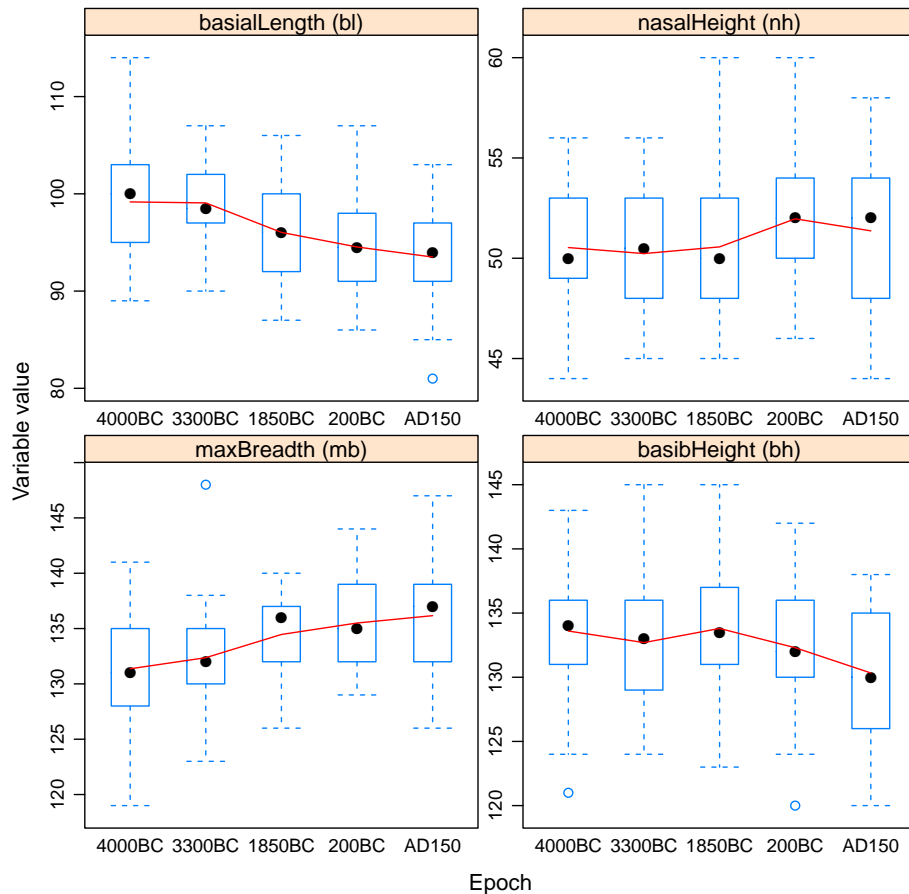 basialLength (bl)
nasalHeight (nh)
110
100
90
80
60
55
50
45
4000BC 3300BC 1850BC 200BC AD150
4000BC 3300BC 1850BC 200BC AD150
Variable value
maxBreadth (mb)
basibHeight (bh)
145
140
135
130
125
120
145
140
135
130
125
120
4000BC 3300BC 1850BC 200BC AD150
4000BC 3300BC 1850BC 200BC AD150
Epoch